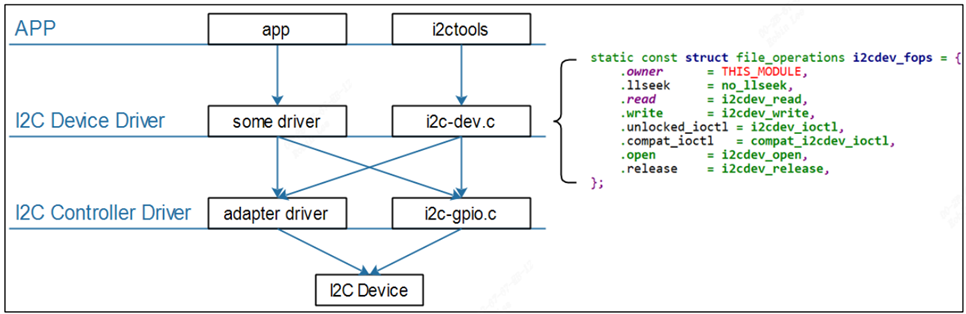 APP
app
i2ctools
I2C Device Driver
some driver
i2c-dev.c
I2C Controller Driver
adapter driver
i2c-gpio.c
I2C Device
static const struct file_operations i2cdev_fops = {
.owner = THIS_MODULE,
.llseek = no_llseek,
.read = i2cdev_read,
.write = i2cdev_write,
.unlocked_ioctl = i2cdev_ioctl,
.compat_ioctl = compat_i2cdev_ioctl,
.open = i2cdev_open,
.release = i2cdev_release,
};